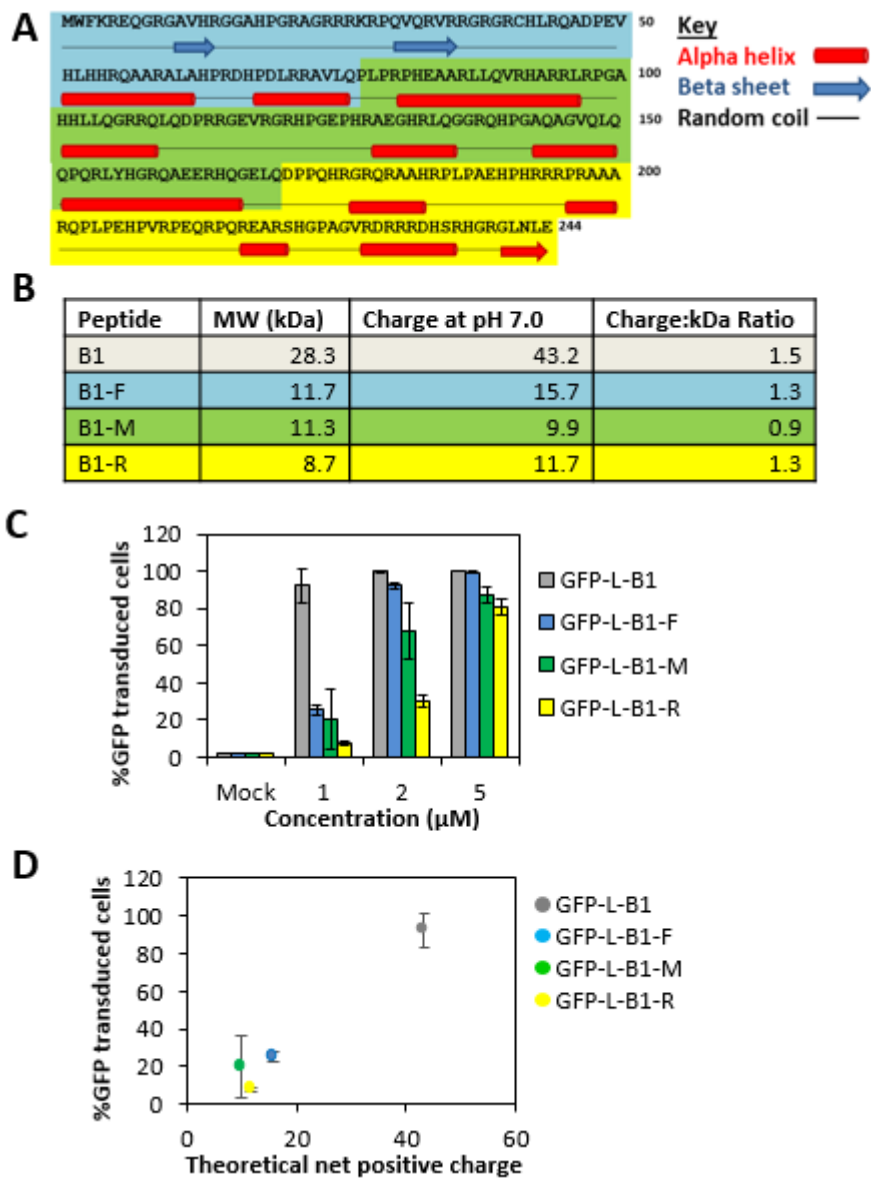 A
MWFKREQGRGAVHRGGAHPGRAGRRRKRPQVQRVRRGRGRCHLRQADPEV 50
HLHHRQAARALAHPRDHPDLRRAVLQPLPRPHEAARLLQVRHARRLRPGA 100
HHLLQGRRQLQDPRRGEVRGRHPGEPHRAEGHRLQGGRQHPGAQAGVQLQ 150
QPQRLYHGRQAEERHQGELQDPPQHRGRQRAAHRPLPAEHPHRRRPRAAA 200
RQPLPEHPVRPEQRPQREARSHGPAGVRDRRRDHSRHGRGLNLE 244
Key
Alpha helix
Beta sheet
Random coil
B
Peptide MW (kDa) Charge at pH 7.0 Charge:kDa Ratio
B1 28.3 43.2 1.5
B1-F 11.7 15.7 1.3
B1-M 11.3 9.9 0.9
B1-R 8.7 11.7 1.3
C
%GFP transduced cells
120
100
80
60
40
20
0
Mock 1 2 5
Concentration (µM)
GFP-L-B1
GFP-L-B1-F
GFP-L-B1-M
GFP-L-B1-R
D
%GFP transduced cells
120
100
80
60
40
20
0
0 20 40 60
Theoretical net positive charge
GFP-L-B1
GFP-L-B1-F
GFP-L-B1-M
GFP-L-B1-R